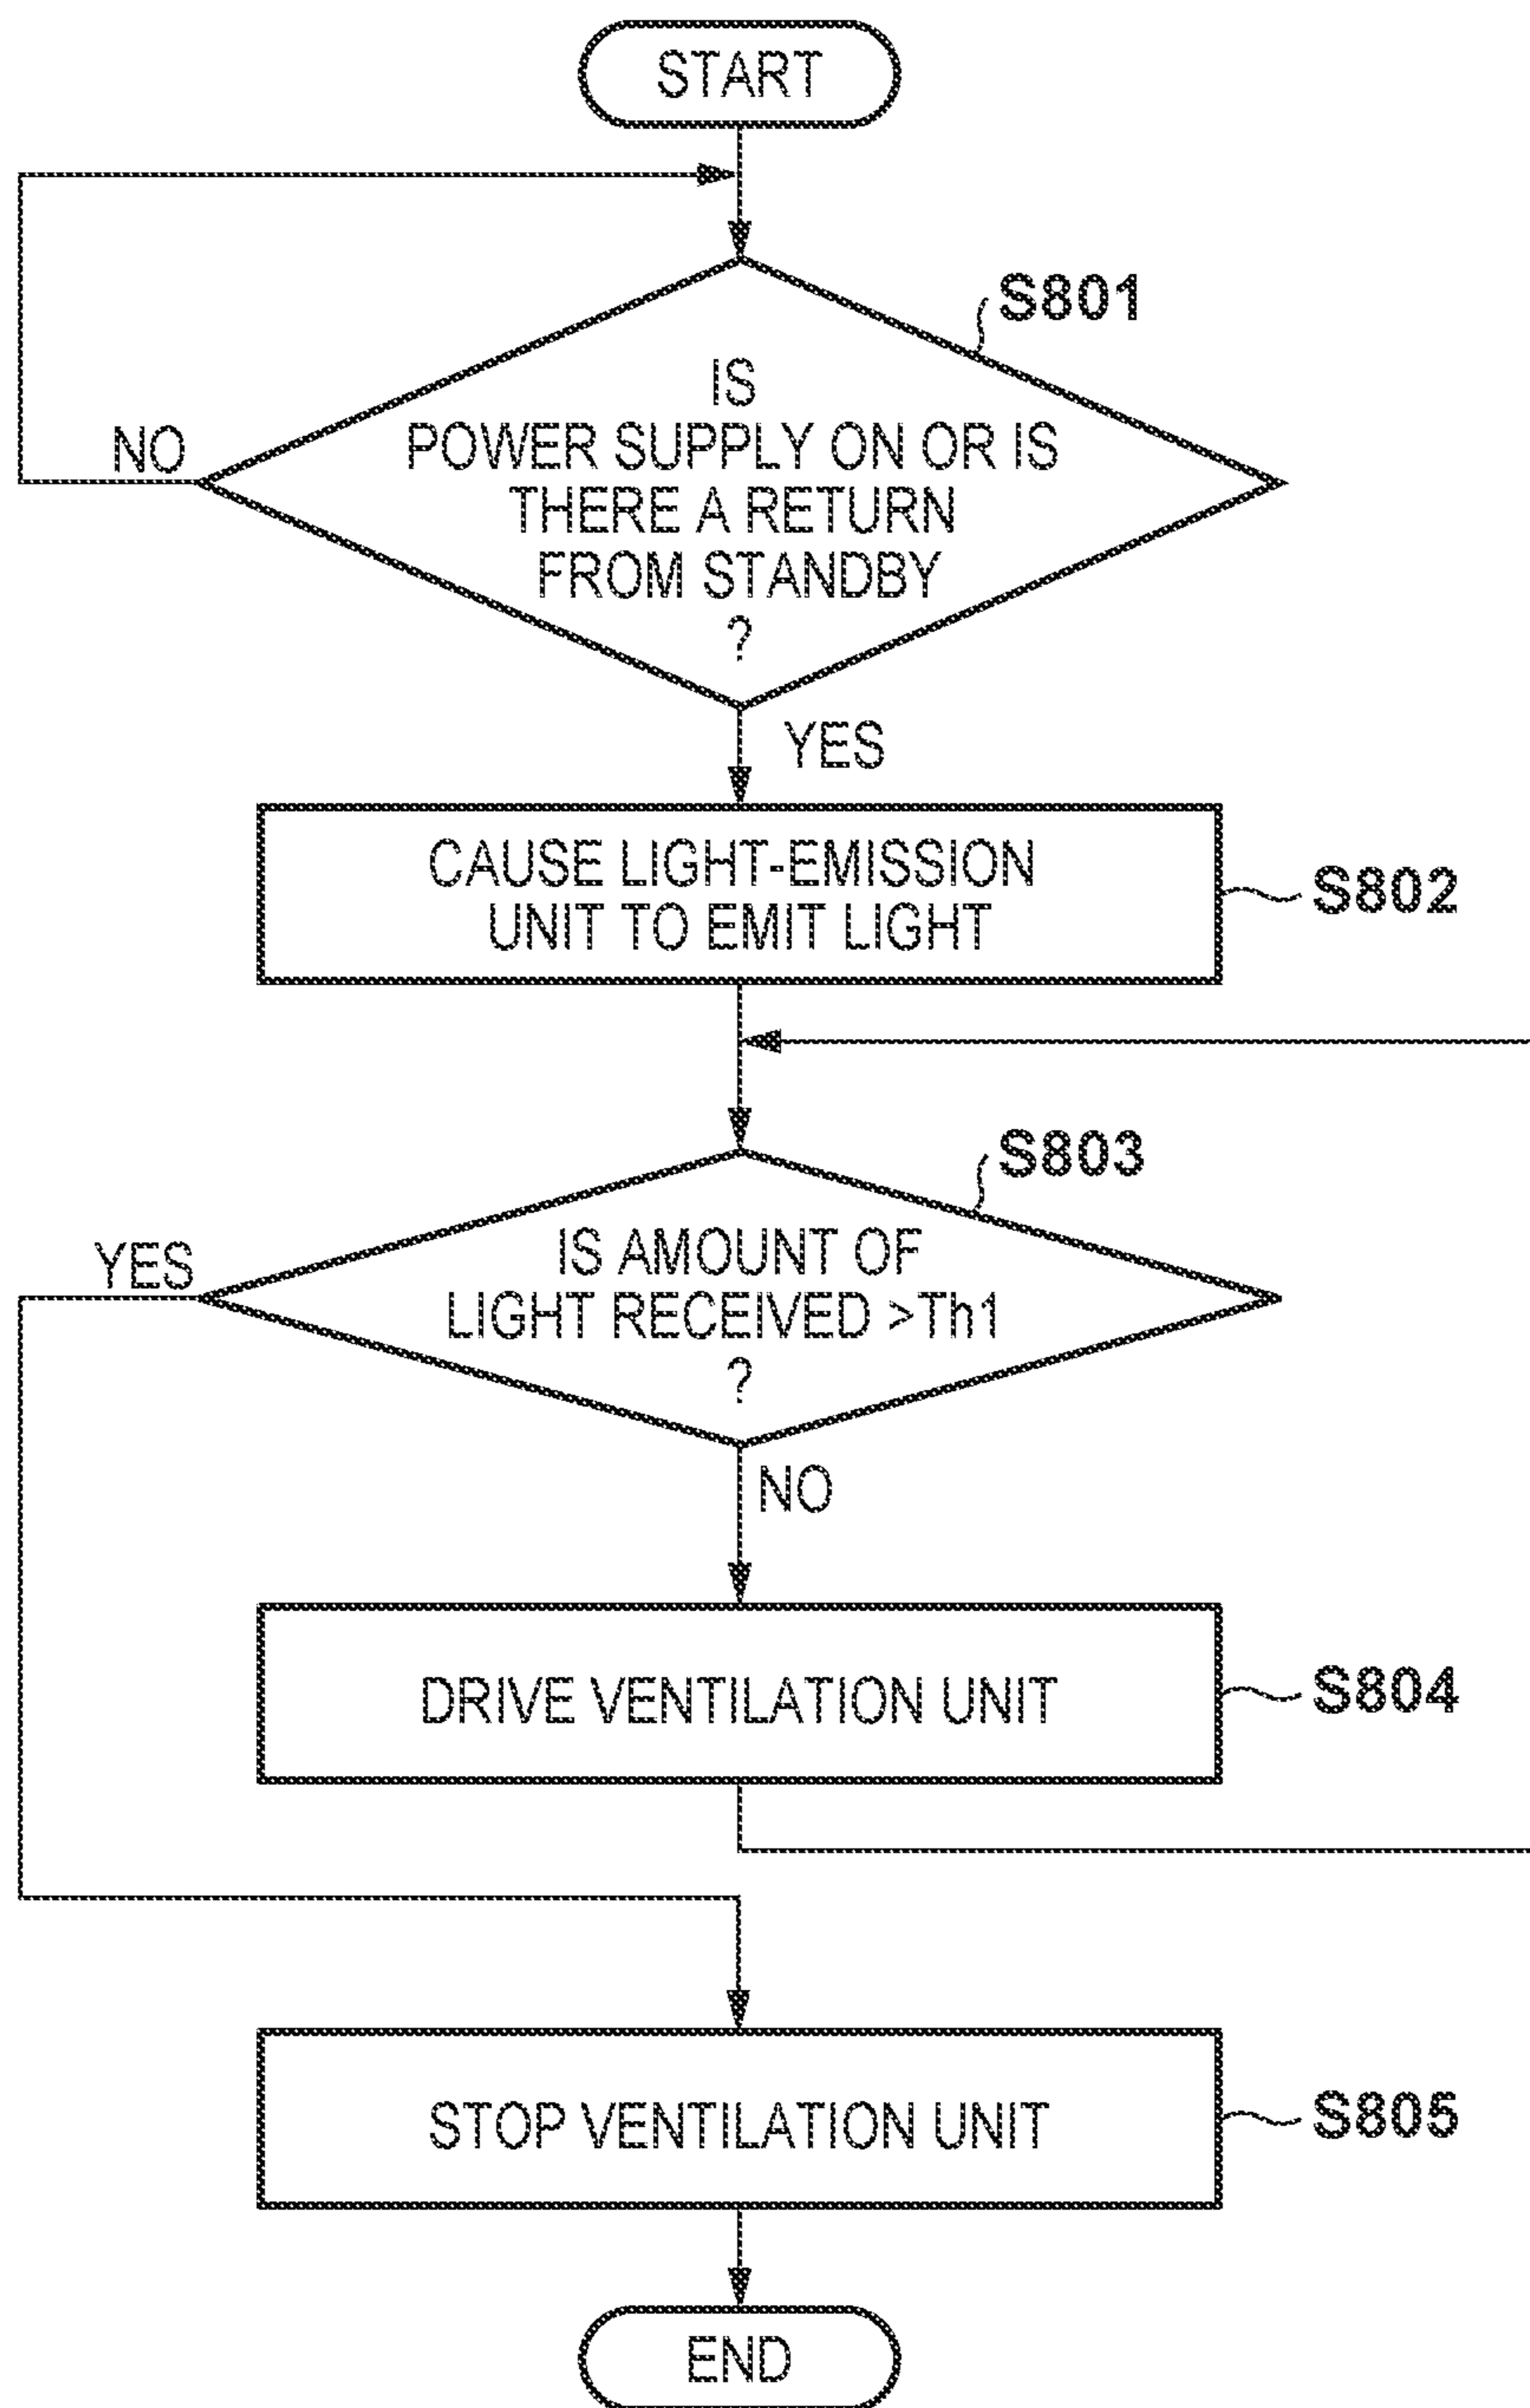 START
S801
IS
POWER SUPPLY ON OR IS
THERE A RETURN
FROM STANDBY
?
NO
YES
CAUSE LIGHT-EMISSION
UNIT TO EMIT LIGHT
S802
S803
IS AMOUNT OF
LIGHT RECEIVED >Th1
?
YES
NO
DRIVE VENTILATION UNIT
S804
STOP VENTILATION UNIT
S805
END